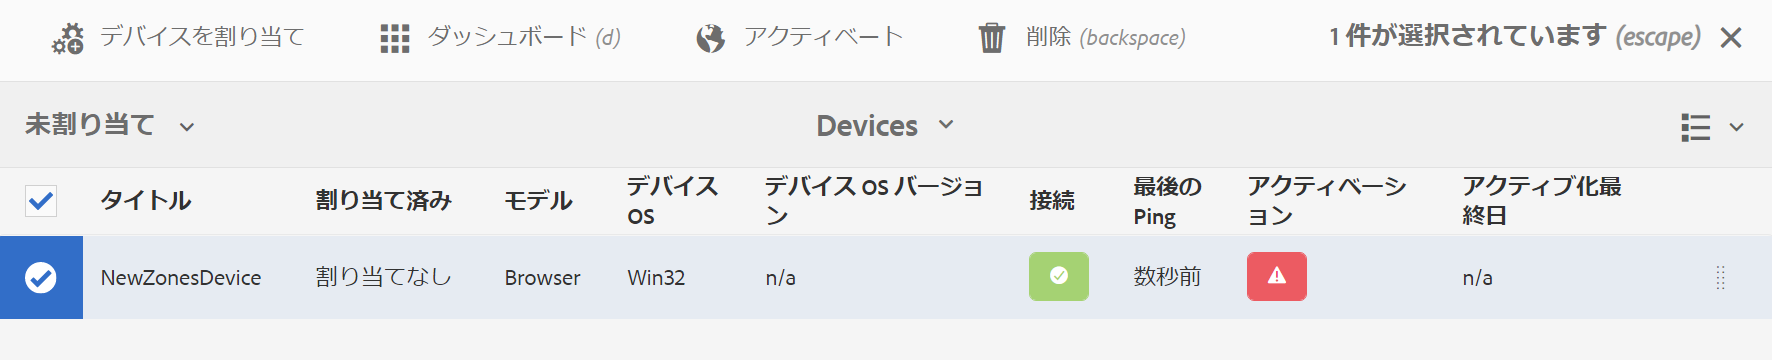 デバイスを割り当て ダッシュボード (d) アクティベート 削除 (backspace) 1 件が選択されています (escape)
未割り当て Devices
タイトル 割り当て済み モデル デバイス OS デバイス OS バージョン 接続 最後の Ping アクティベーション アクティブ化最終日
NewZonesDevice 割り当てなし Browser Win32 n/a 数秒前 n/a